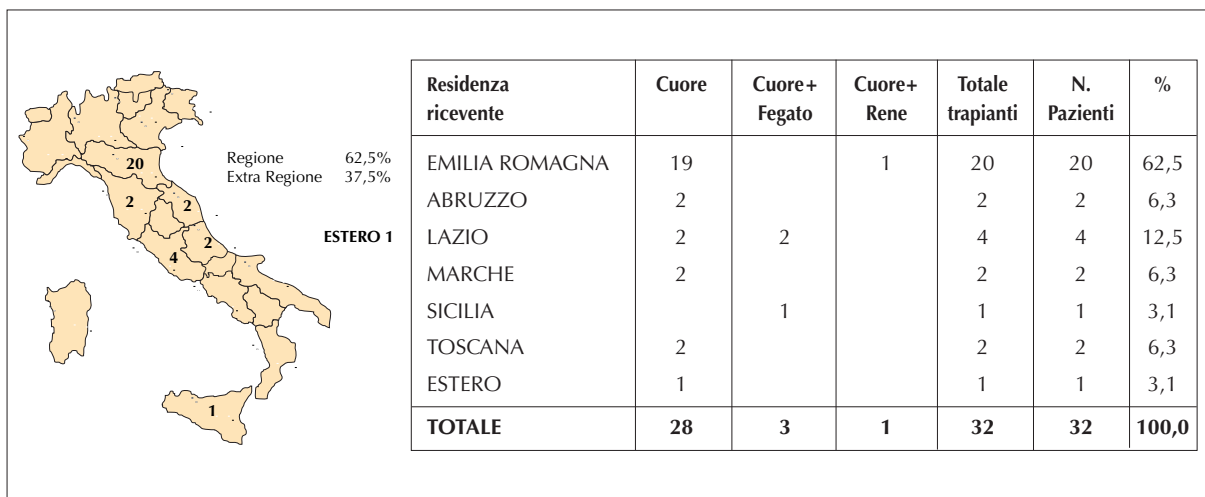 20
2
2
2
4
1
Regione 62,5%
Extra Regione 37,5%
ESTERO 1
Residenza ricevente Cuore Cuore+ Fegato Cuore+ Rene Totale trapianti N. Pazienti %
EMILIA ROMAGNA 19 1 20 20 62,5
ABRUZZO 2 2 2 6,3
LAZIO 2 2 4 4 12,5
MARCHE 2 2 2 6,3
SICILIA 1 1 1 3,1
TOSCANA 2 2 2 6,3
ESTERO 1 1 1 3,1
TOTALE 28 3 1 32 32 100,0